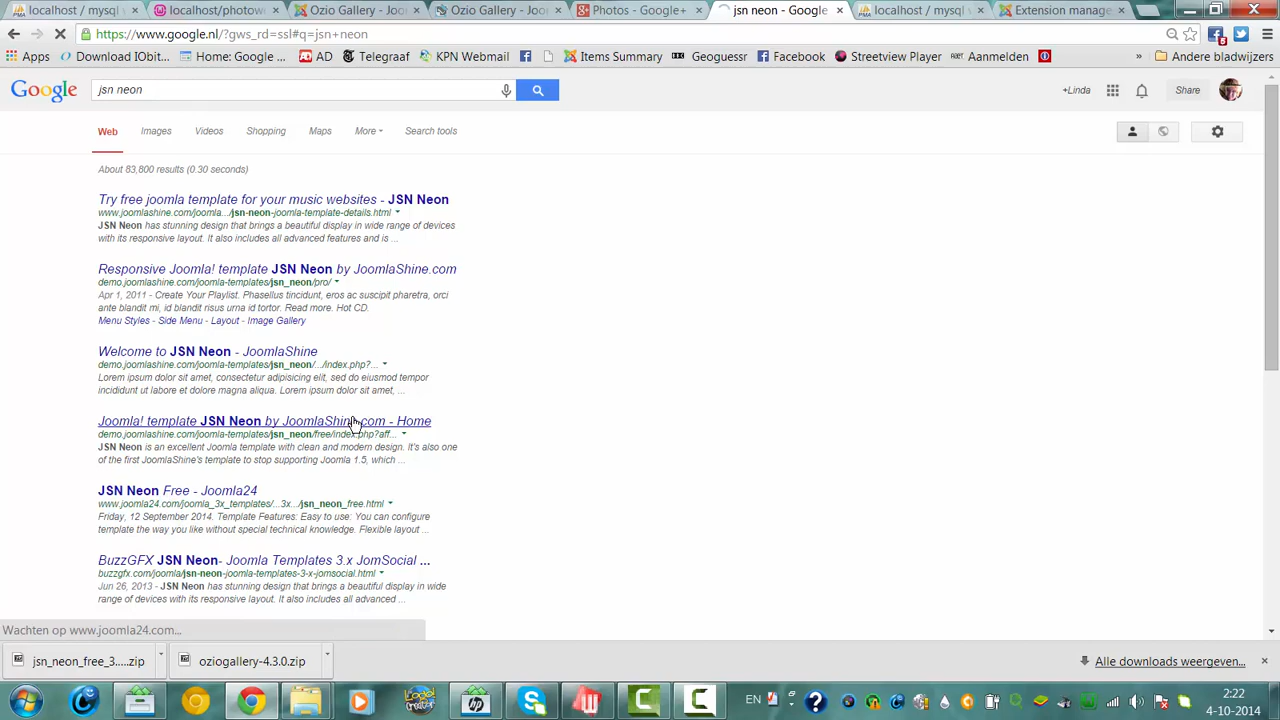 localhost / mysql wi
localhost/photowe
Ozio Gallery - Joom
Ozio Gallery - Joom
Photos - Google+
jsn neon - Google
localhost / mysql w
Extension manage
https://www.google.nl/?gws_rd=ssl#q=jsn+neon
Apps
Download IObit...
Home: Google...
AD
Telegraaf
KPN Webmail
Items Summary
Geoguessr
Facebook
Streetview Player
Aanmelden
»
Andere bladwijzers
Google
jsn neon
+Linda
Share
Web
Images
Videos
Shopping
Maps
More
Search tools
About 83,800 results (0.30 seconds)
Try free joomla template for your music websites - JSN Neon
www.joomlashine.com/joomla.../jsn-neon-joomla-template-details.html
JSN Neon has stunning design that brings a beautiful display in wide range of devices
with its responsive layout. It also includes all advanced features and is ...
Responsive Joomla! template JSN Neon by JoomlaShine.com
demo.joomlashine.com/joomla-templates/jsn_neon/pro/
Apr 1, 2011 - Create Your Playlist. Phasellus tincidunt, eros ac suscipit pharetra, orci
ante blandit mi, id blandit risus urna id tortor. Read more. Hot CD.
Menu Styles - Side Menu - Layout - Image Gallery
Welcome to JSN Neon - JoomlaShine
demo.joomlashine.com/joomla-templates/jsn_neon/.../index.php?...
Lorem ipsum dolor sit amet, consectetur adipisicing elit, sed do eiusmod tempor
incididunt ut labore et dolore magna aliqua. Lorem ipsum dolor sit amet, ...
Joomla! template JSN Neon by JoomlaShine.com - Home
demo.joomlashine.com/joomla-templates/jsn_neon/free/index.php?aff...
JSN Neon is an excellent Joomla template with clean and modern design. It's also one
of the first JoomlaShine's template to stop supporting Joomla 1.5, which ...
JSN Neon Free - Joomla24
www.joomla24.com/joomla_3x_templates/...3x.../jsn_neon_free.html
Friday, 12 September 2014. Template Features: Easy to use: You can configure
template the way you like without special technical knowledge. Flexible layout ...
BuzzGFX JSN Neon- Joomla Templates 3.x JomSocial ...
buzzgfx.com/joomla/jsn-neon-joomla-templates-3-x-jomsocial.html
Jun 26, 2013 - JSN Neon has stunning design that brings a beautiful display in wide
range of devices with its responsive layout. It also includes all advanced ...
Wachten op www.joomla24.com...
jsn_neon_free_3.....zip
oziogallery-4.3.0.zip
Alle downloads weergeven...
EN
2:22
4-10-2014